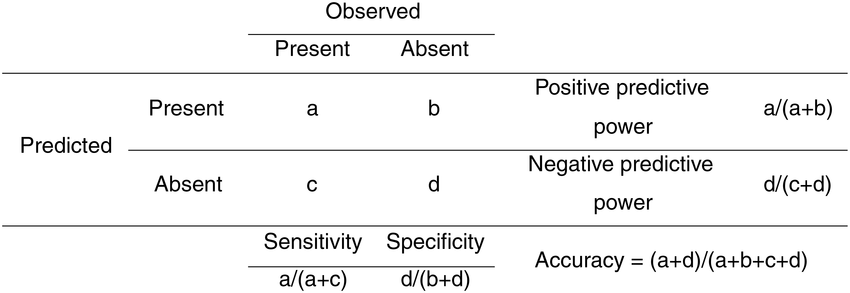 Observed
Present Absent
Present a b Positive predictive power a/(a+b)
Predicted
Absent c d Negative predictive power d/(c+d)
Sensitivity Specificity
a/(a+c) d/(b+d)
Accuracy = (a+d)/(a+b+c+d)